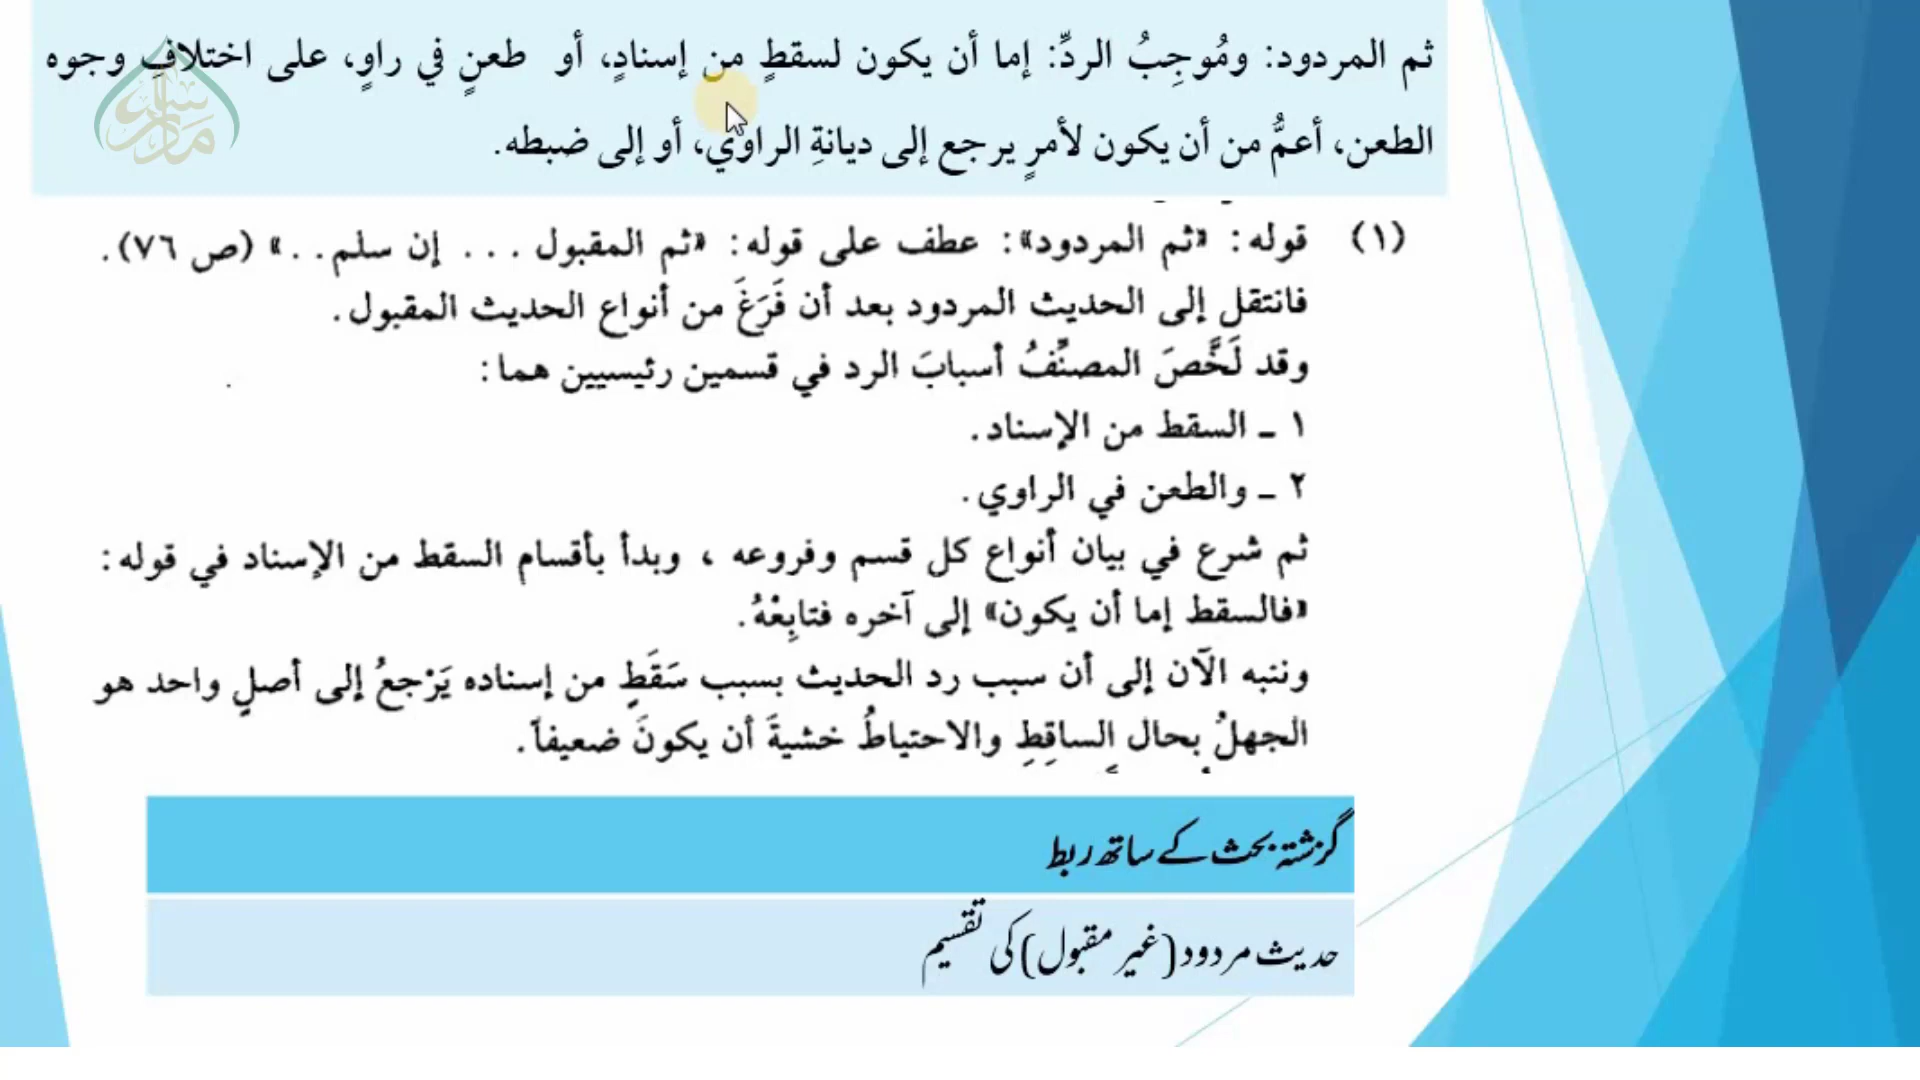 ثم المردود: ومُوجِبُ الردِّ: إما أن يكون لسقطٍ من إسنادٍ، أو طعنٍ في راوٍ، على اختلافِ وجوه
الطعن، أعمُّ من أن يكون لأمرٍ يرجع إلى ديانةِ الراوي، أو إلى ضبطه.
(١) قوله: «ثم المردود»: عطف على قوله: «ثم المقبول ... إن سلم..» (ص ٧٦).
فانتقل إلى الحديث المردود بعد أن فَرَغَ من أنواع الحديث المقبول.
وقد لَخَّصَ المصنِّفُ أسبابَ الرد في قسمين رئيسيين هما:
١ ـ السقط من الإسناد.
٢ ـ والطعن في الراوي.
ثم شرع في بيان أنواع كل قسم وفروعه ، وبدأ بأقسام السقط من الإسناد في قوله:
«فالسقط إما أن يكون» إلى آخره فتابِعْهُ.
وننبه الآن إلى أن سبب رد الحديث بسبب سَقَطٍ من إسناده يَرْجعُ إلى أصلٍ واحد هو
الجهلُ بحال الساقِطِ والاحتياطُ خشيةَ أن يكونَ ضعيفاً.
گزشتہ بحث کے ساتھ ربط
حدیث مردود(غیر مقبول) کی تقسیم